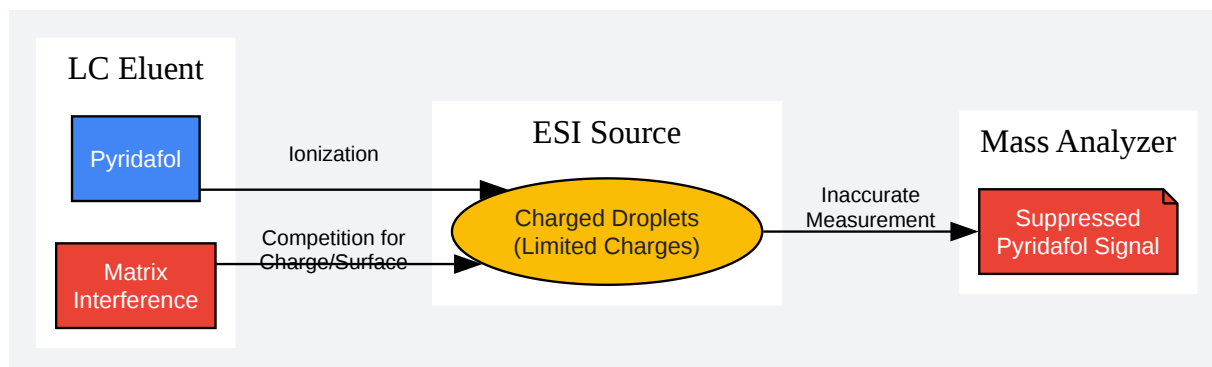 LC Eluent
Pyridafol
Matrix
Interference
Ionization
Competition for
Charge/Surface
ESI Source
Charged Droplets
(Limited Charges)
Inaccurate
Measurement
Mass Analyzer
Suppressed
Pyridafol Signal